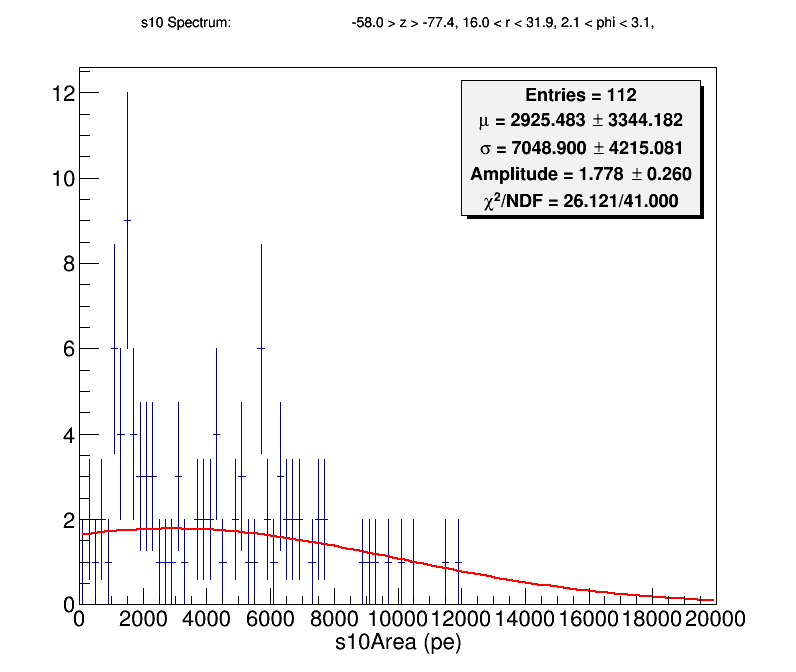 s10 Spectrum: -58.0 > z > -77.4, 16.0 < r < 31.9, 2.1 < phi < 3.1,
Entries = 112
μ = 2925.483 ± 3344.182
σ = 7048.900 ± 4215.081
Amplitude = 1.778 ± 0.260
χ²/NDF = 26.121/41.000
12
10
8
6
4
2
0
0 2000 4000 6000 8000 10000 12000 14000 16000 18000 20000
s10Area (pe)